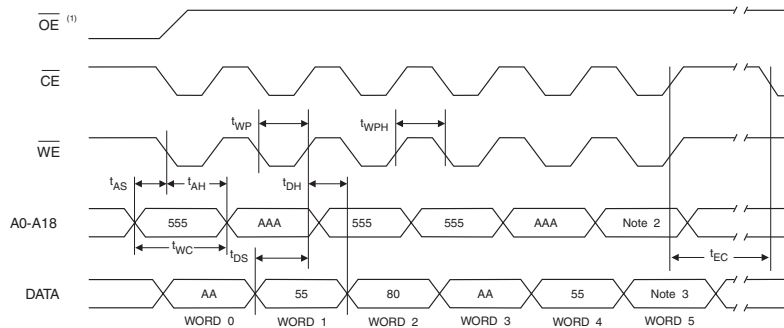 OE (1)
CE
tWP
tWPH
WE
tAS
tAH
tDH
A0-A18 555 AAA 555 555 AAA Note 2
tWC
tDS
tEC
DATA AA 55 80 AA 55 Note 3
WORD 0 WORD 1 WORD 2 WORD 3 WORD 4 WORD 5